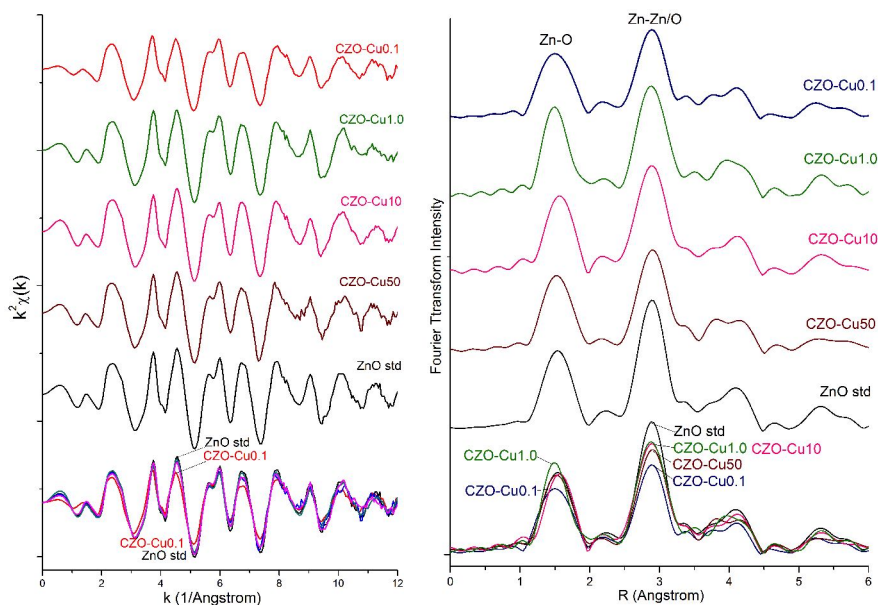 CZO-Cu0.1
CZO-Cu1.0
CZO-Cu10
CZO-Cu50
ZnO std
ZnO std
CZO-Cu0.1
CZO-Cu0.1
ZnO std
k²χ(k)
0 2 4 6 8 10 12
k (1/Angstrom)
Zn-O
Zn-Zn/O
CZO-Cu0.1
CZO-Cu1.0
CZO-Cu10
CZO-Cu50
ZnO std
ZnO std
CZO-Cu1.0
CZO-Cu1.0 CZO-Cu10
CZO-Cu50
CZO-Cu0.1
CZO-Cu0.1
Fourier Ttransform Intensity
0 1 2 3 4 5 6
R (Angstrom)